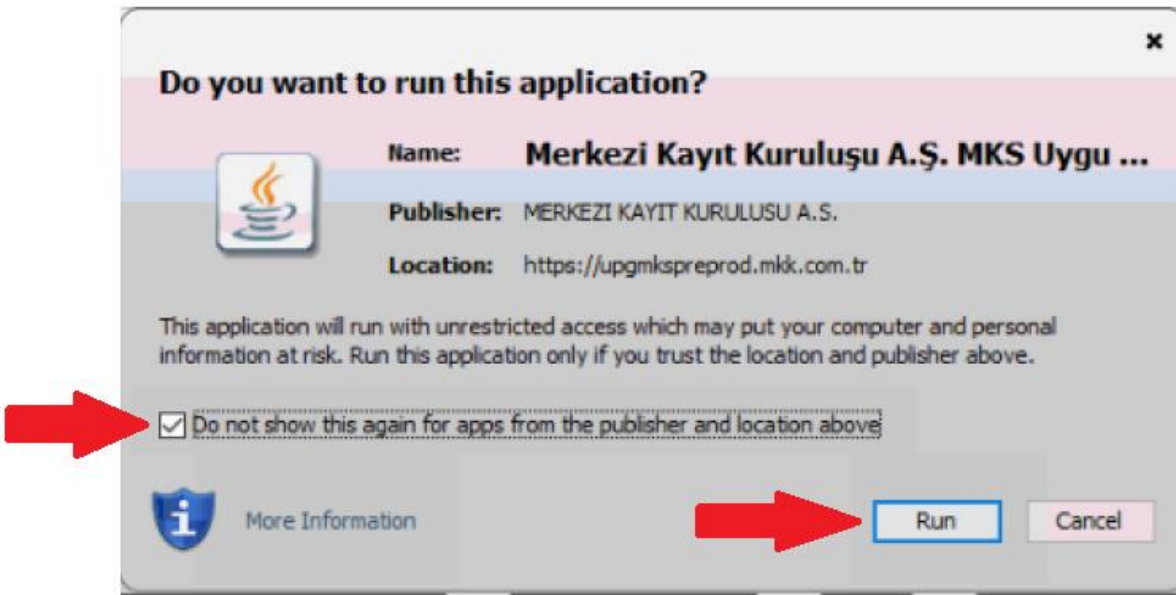 Do you want to run this application?
Name: Merkezi Kayıt Kuruluşu A.Ş. MKS Uygu ...
Publisher: MERKEZI KAYIT KURULUSU A.S.
Location: https://upgmkspreprod.mkk.com.tr
This application will run with unrestricted access which may put your computer and personal
information at risk. Run this application only if you trust the location and publisher above.
Do not show this again for apps from the publisher and location above
More Information
Run
Cancel